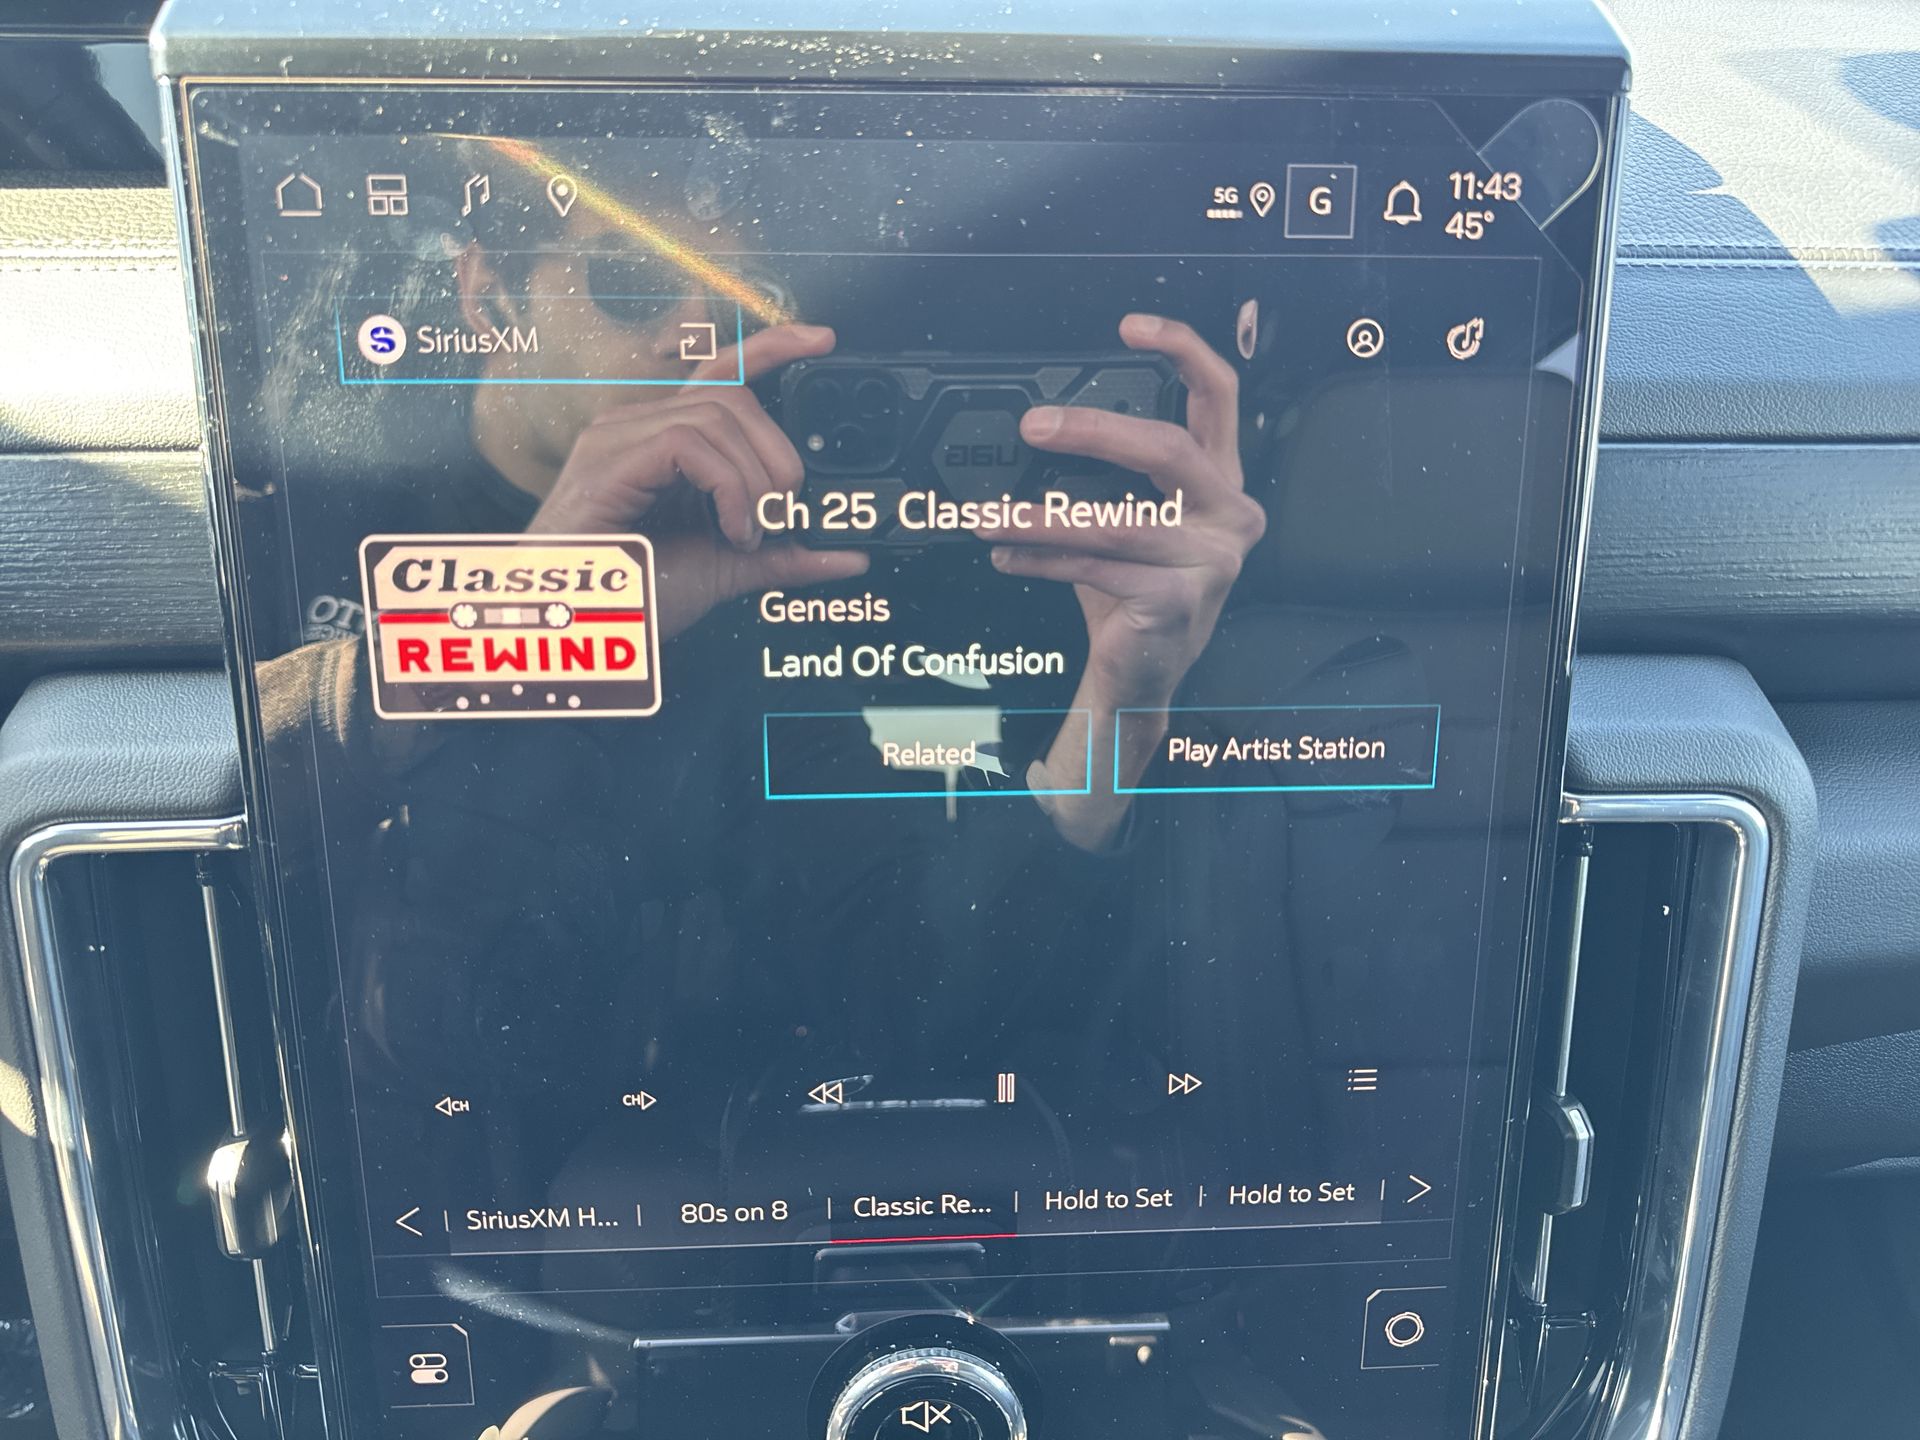 5G
G
11:43
45°
SiriusXM
UAG
Ch 25 Classic Rewind
Classic
REWIND
Genesis
Land Of Confusion
Related
Play Artist Station
CH
CH
SiriusXM H...
80s on 8
Classic Re...
Hold to Set
Hold to Set